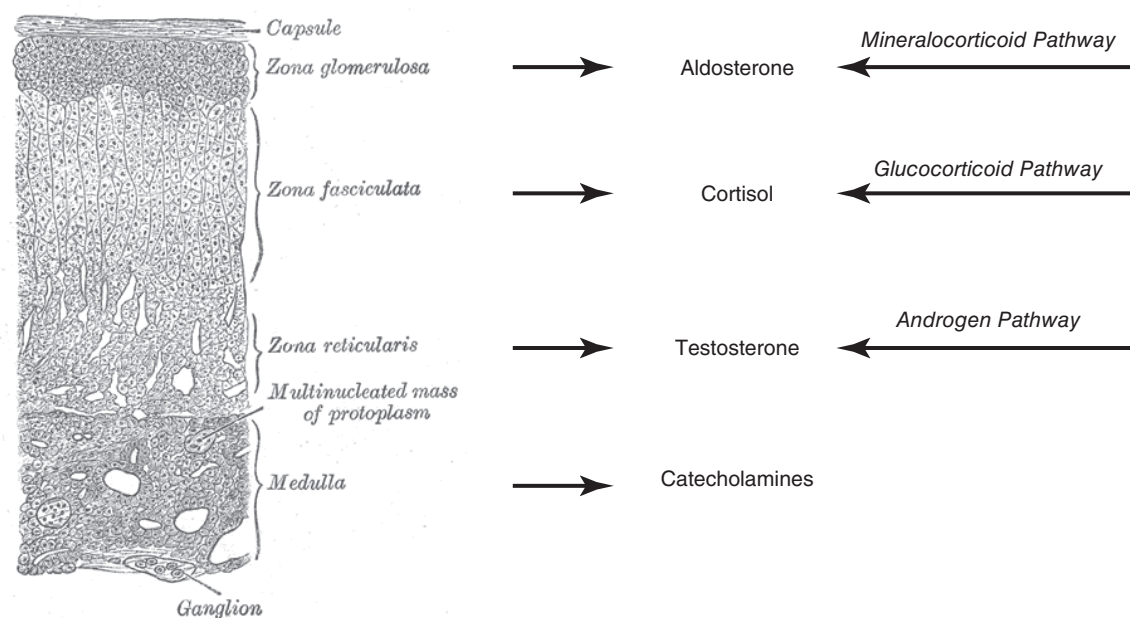 Capsule
Zona glomerulosa
Aldosterone
Mineralocorticoid Pathway
Zona fasciculata
Cortisol
Glucocorticoid Pathway
Zona reticularis
Testosterone
Androgen Pathway
Multinucleated mass
of protoplasm
Medulla
Catecholamines
Ganglion